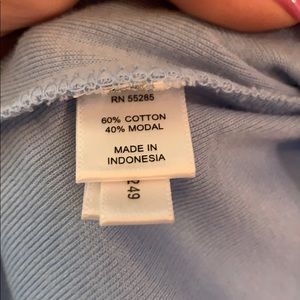 RN 55285
60% COTTON
40% MODAL
MADE IN
INDONESIA
249